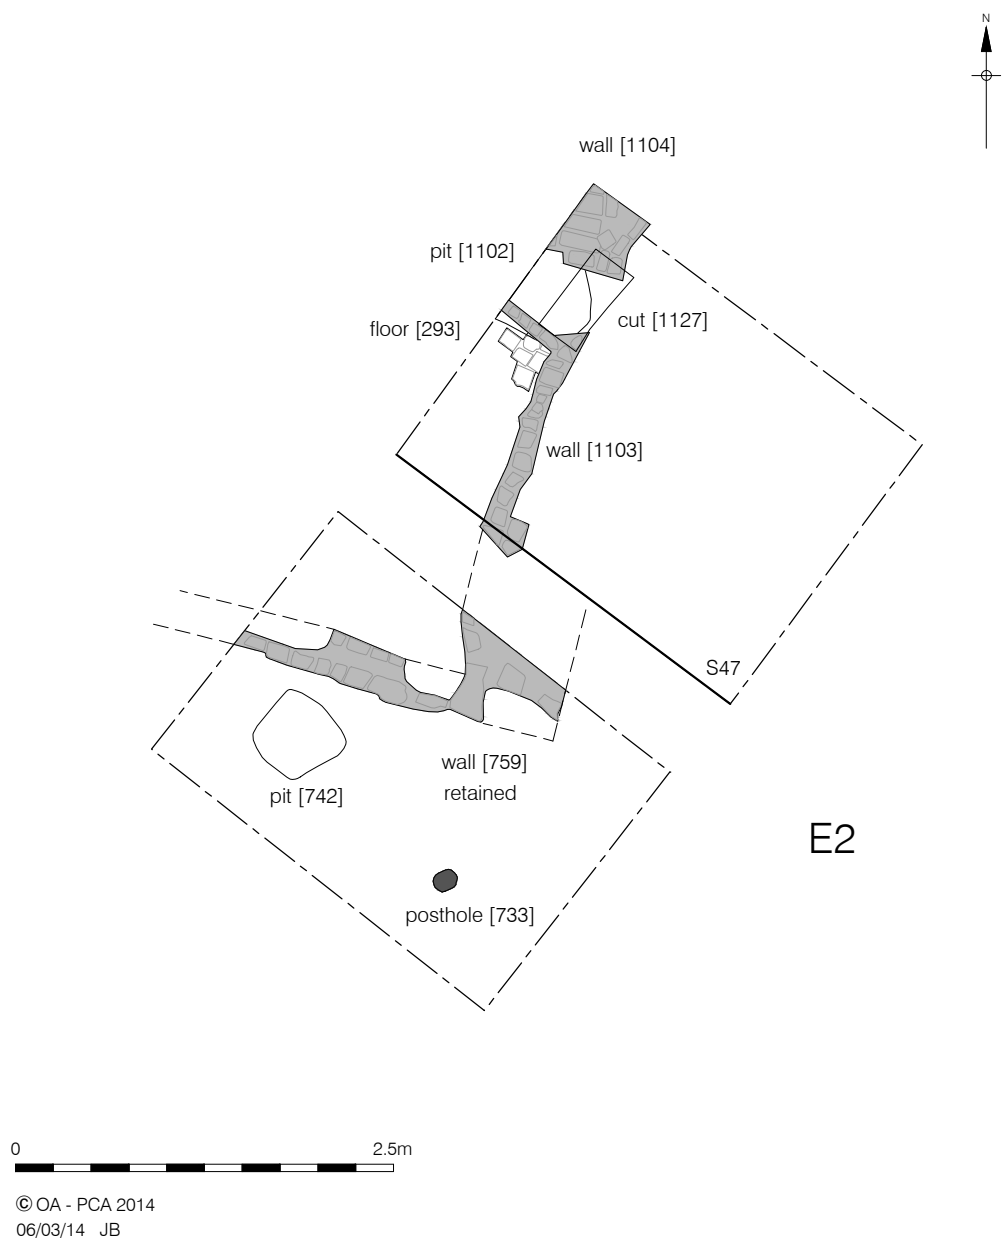 N
wall [1104]
pit [1102]
cut [1127]
floor [293]
wall [1103]
S47
wall [759]
retained
pit [742]
E2
posthole [733]
0 2.5m
© OA - PCA 2014
06/03/14 JB